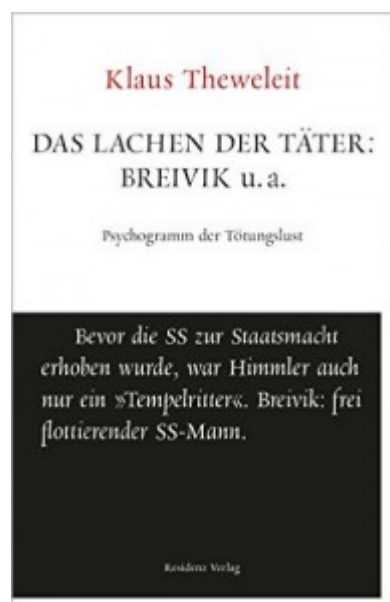 Klaus Theweleit
DAS LACHEN DER TÄTER:
BREIVIK u. a.
Psychogramm der Tötungslust
Bevor die SS zur Staatsmacht
erhoben wurde, war Himmler auch
nur ein »Tempelritter«. Breivik: frei
flottierender SS-Mann.
Residenz Verlag